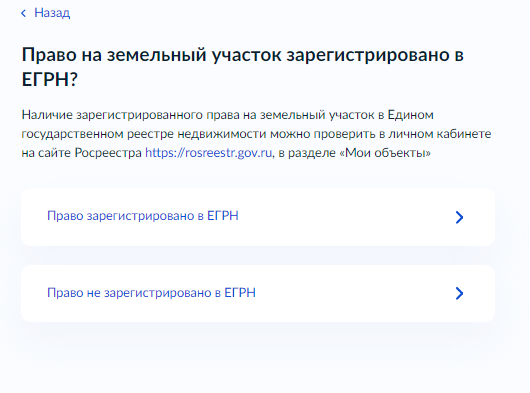 Назад
Право на земельный участок зарегистрировано в
ЕГРН?
Наличие зарегистрированного права на земельный участок в Едином
государственном реестре недвижимости можно проверить в личном кабинете
на сайте Росреестра https://rosreestr.gov.ru, в разделе «Мои объекты»
Право зарегистрировано в ЕГРН
Право не зарегистрировано в ЕГРН